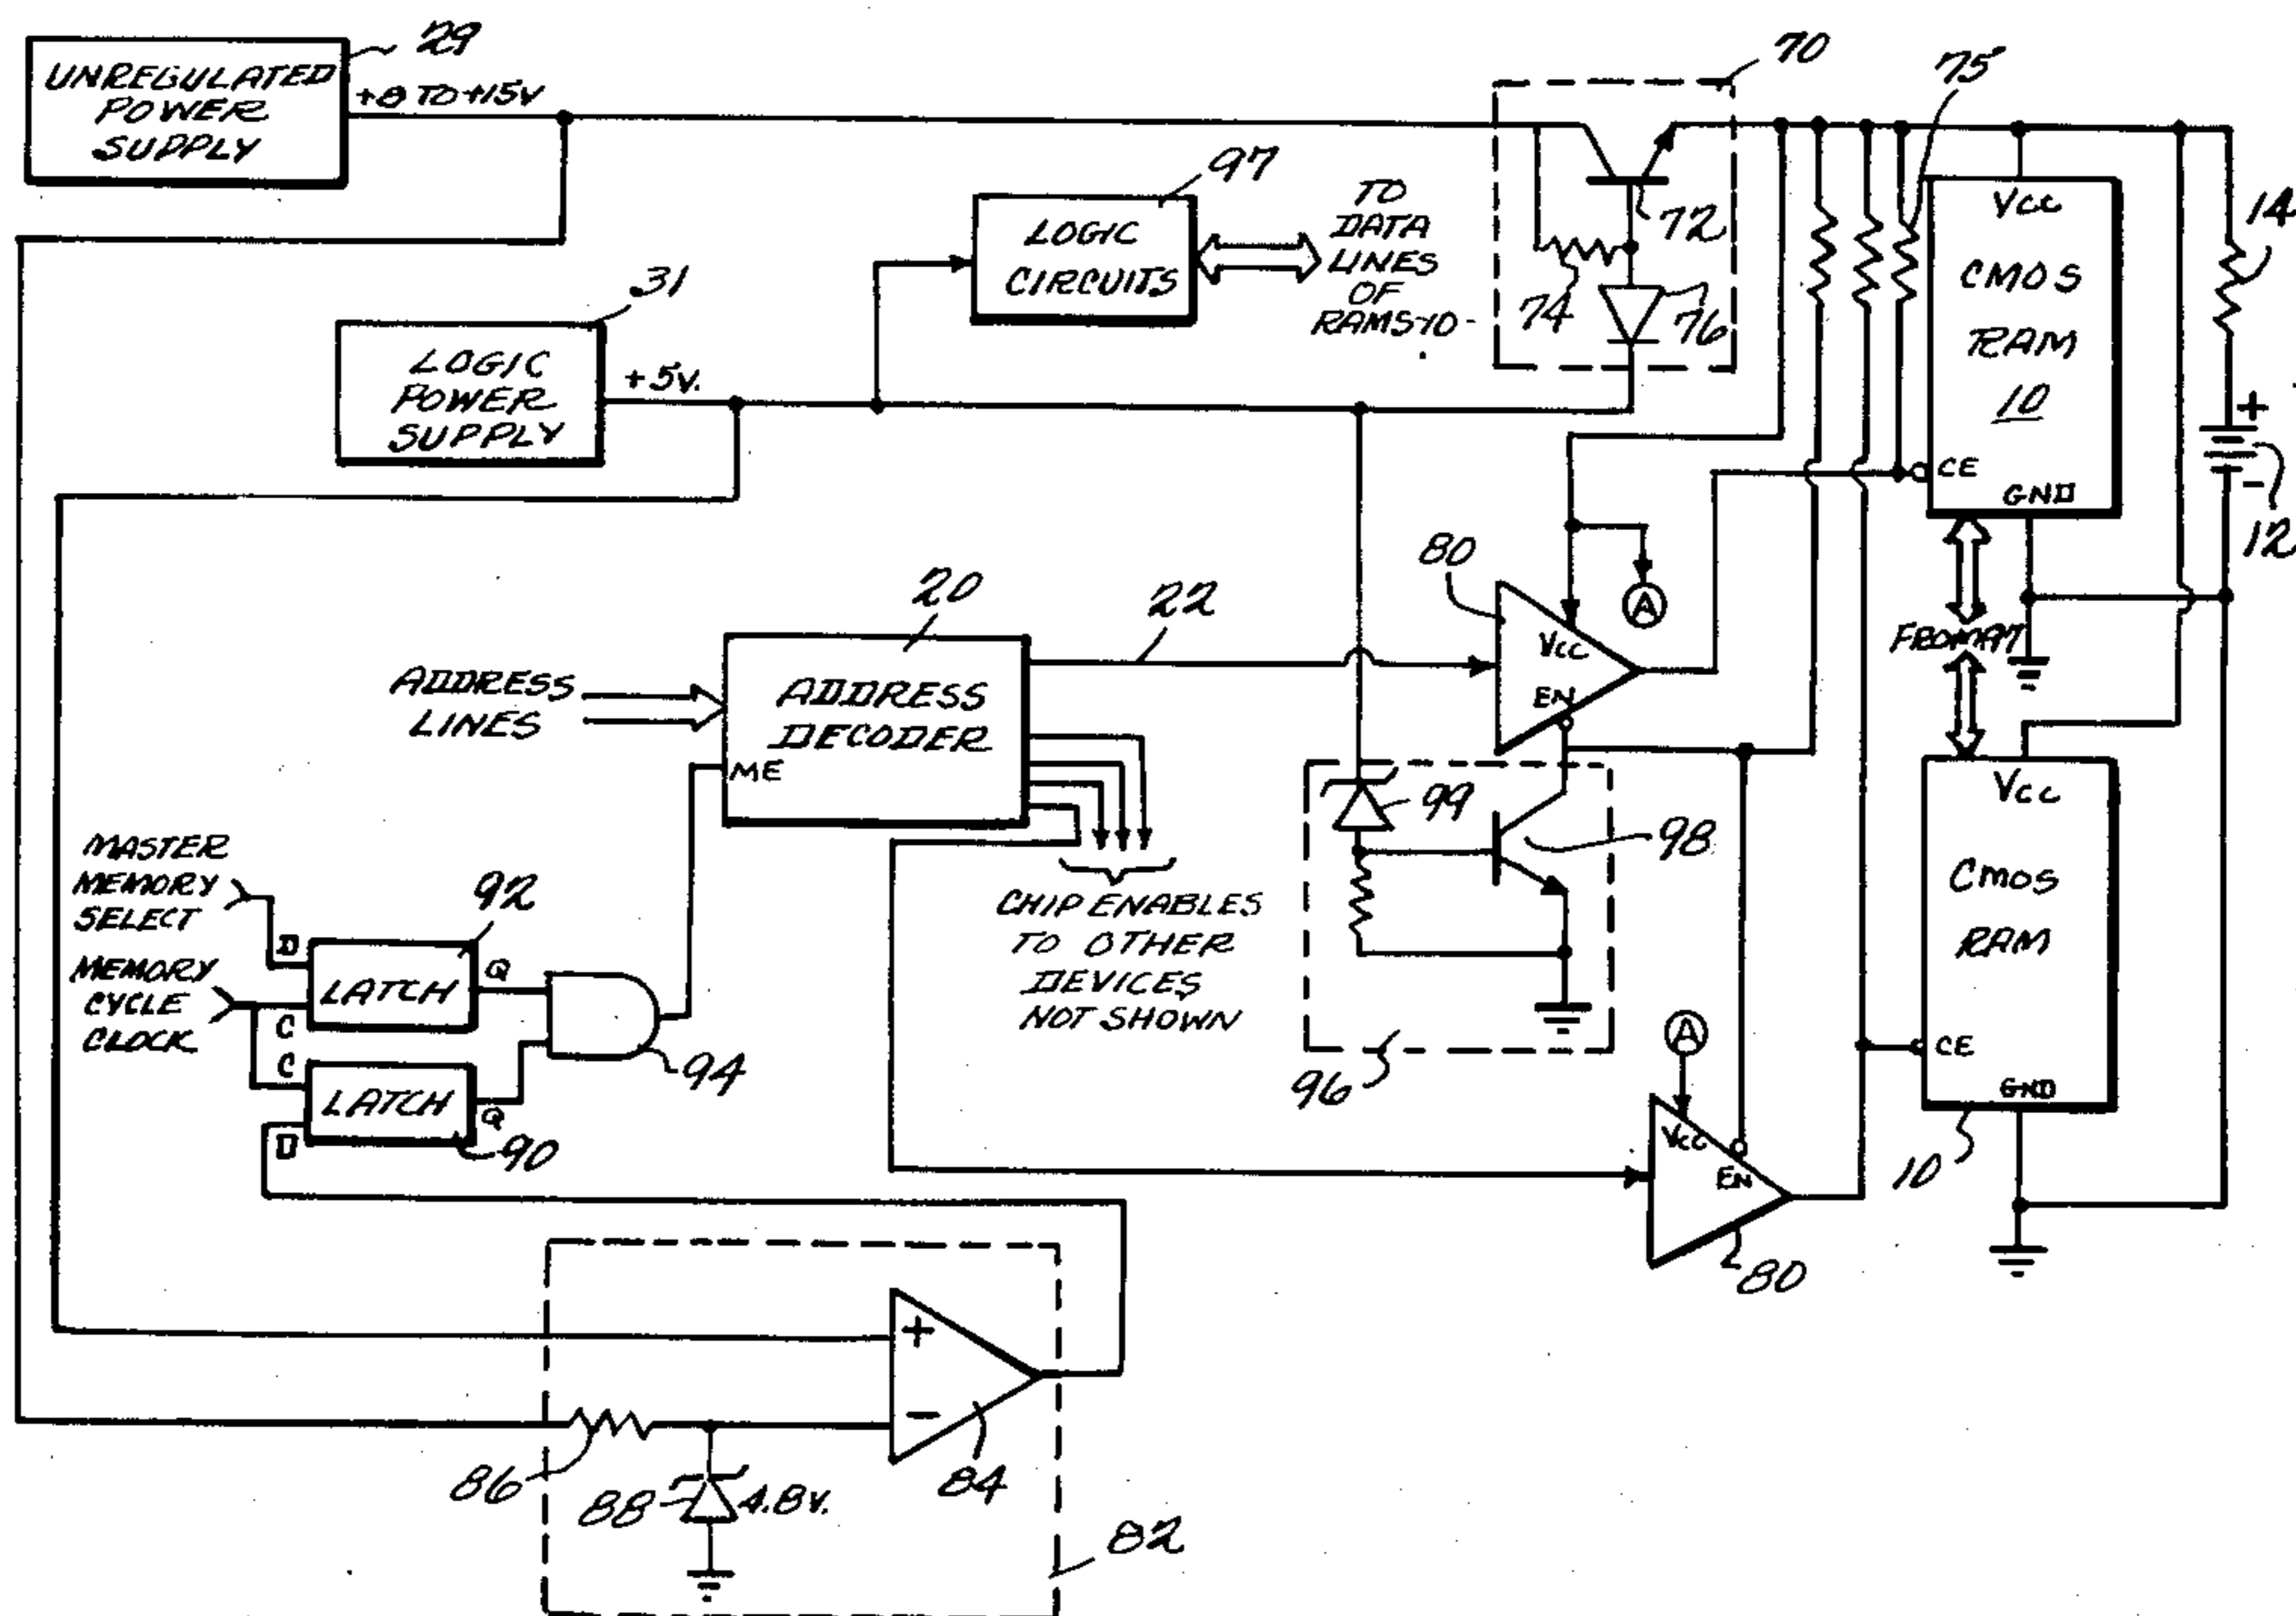 29
UNREGULATED
POWER
SUPPLY
+8 TO +15V
70
75
97
LOGIC
CIRCUITS
TO
DATA
LINES
OF
RAMS-10
72
74
76
VCC
CMOS
RAM
10
CE
GND
14
+
-
12
31
LOGIC
POWER
SUPPLY
+5V.
20
22
80
A
VCC
EN
ADDRESS
LINES
ADDRESS
DECODER
ME
99
98
96
CHIP ENABLES
TO OTHER
DEVICES
NOT SHOWN
VCC
CMOS
RAM
CE
GND
10
MASTER
MEMORY
SELECT
MEMORY
CYCLE
CLOCK
92
D
LATCH
Q
C
C
LATCH
Q
D
90
94
A
VCC
EN
80
+
-
84
86
88
4.8V.
82